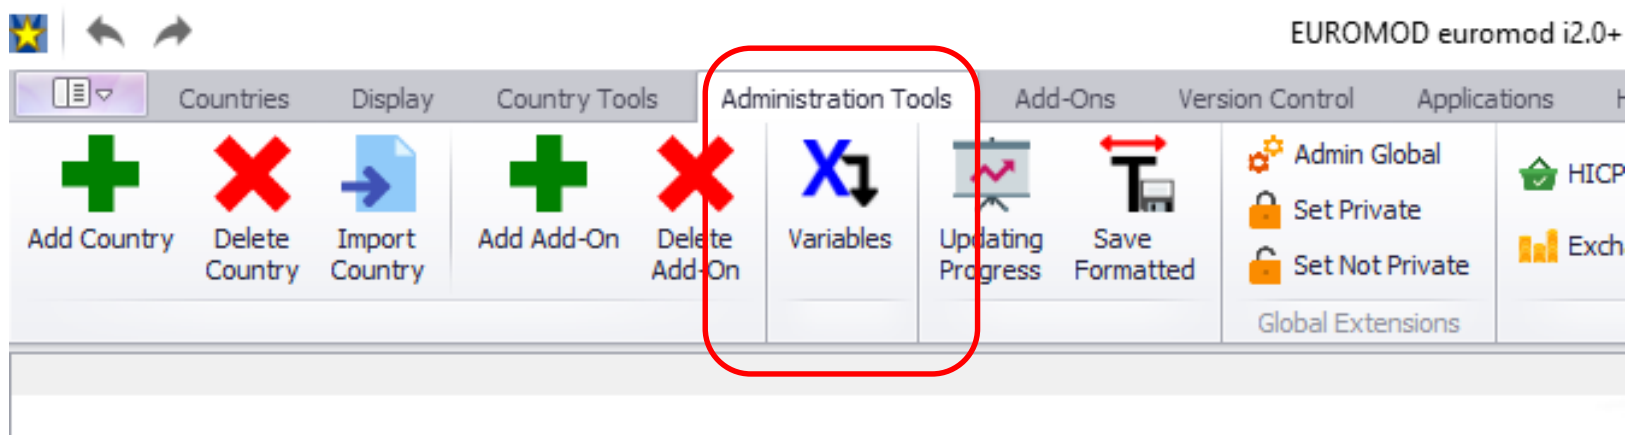 EUROMOD euromod i2.0+
Countries
Display
Country Tools
Administration Tools
Add-Ons
Version Control
Applications
Add Country
Delete
Country
Import
Country
Add Add-On
Delete
Add-On
Variables
Updating
Progress
Save
Formatted
Admin Global
Set Private
Set Not Private
Global Extensions
HICP
Exch